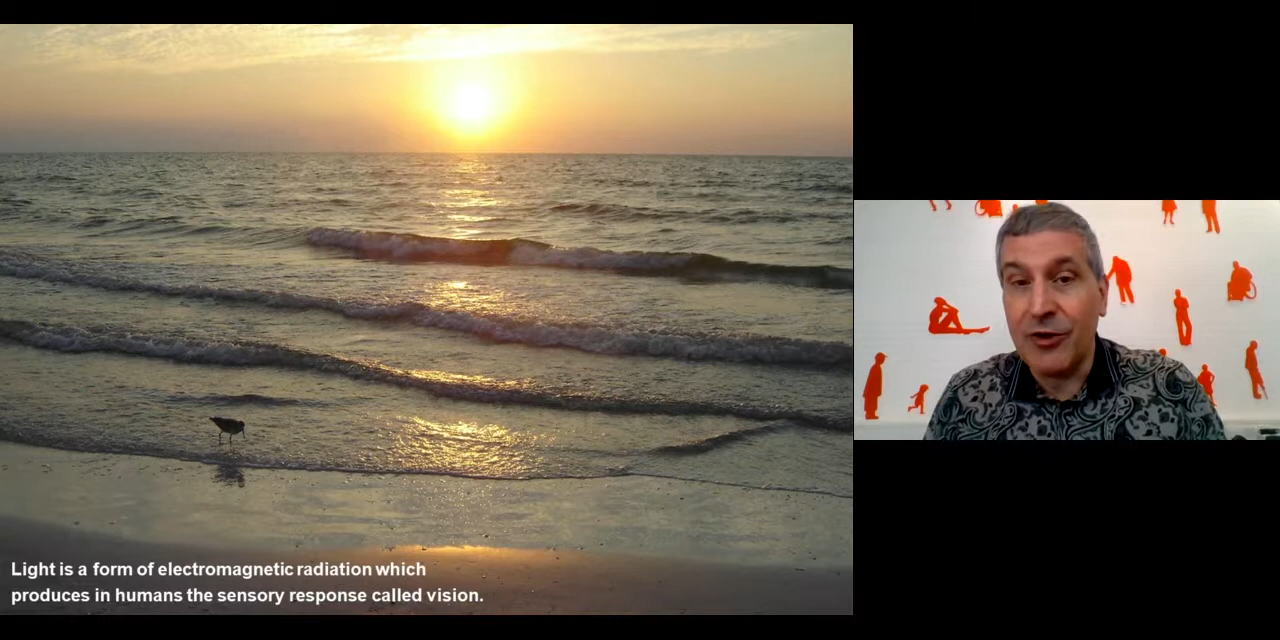 Light is a form of electromagnetic radiation which
produces in humans the sensory response called vision.